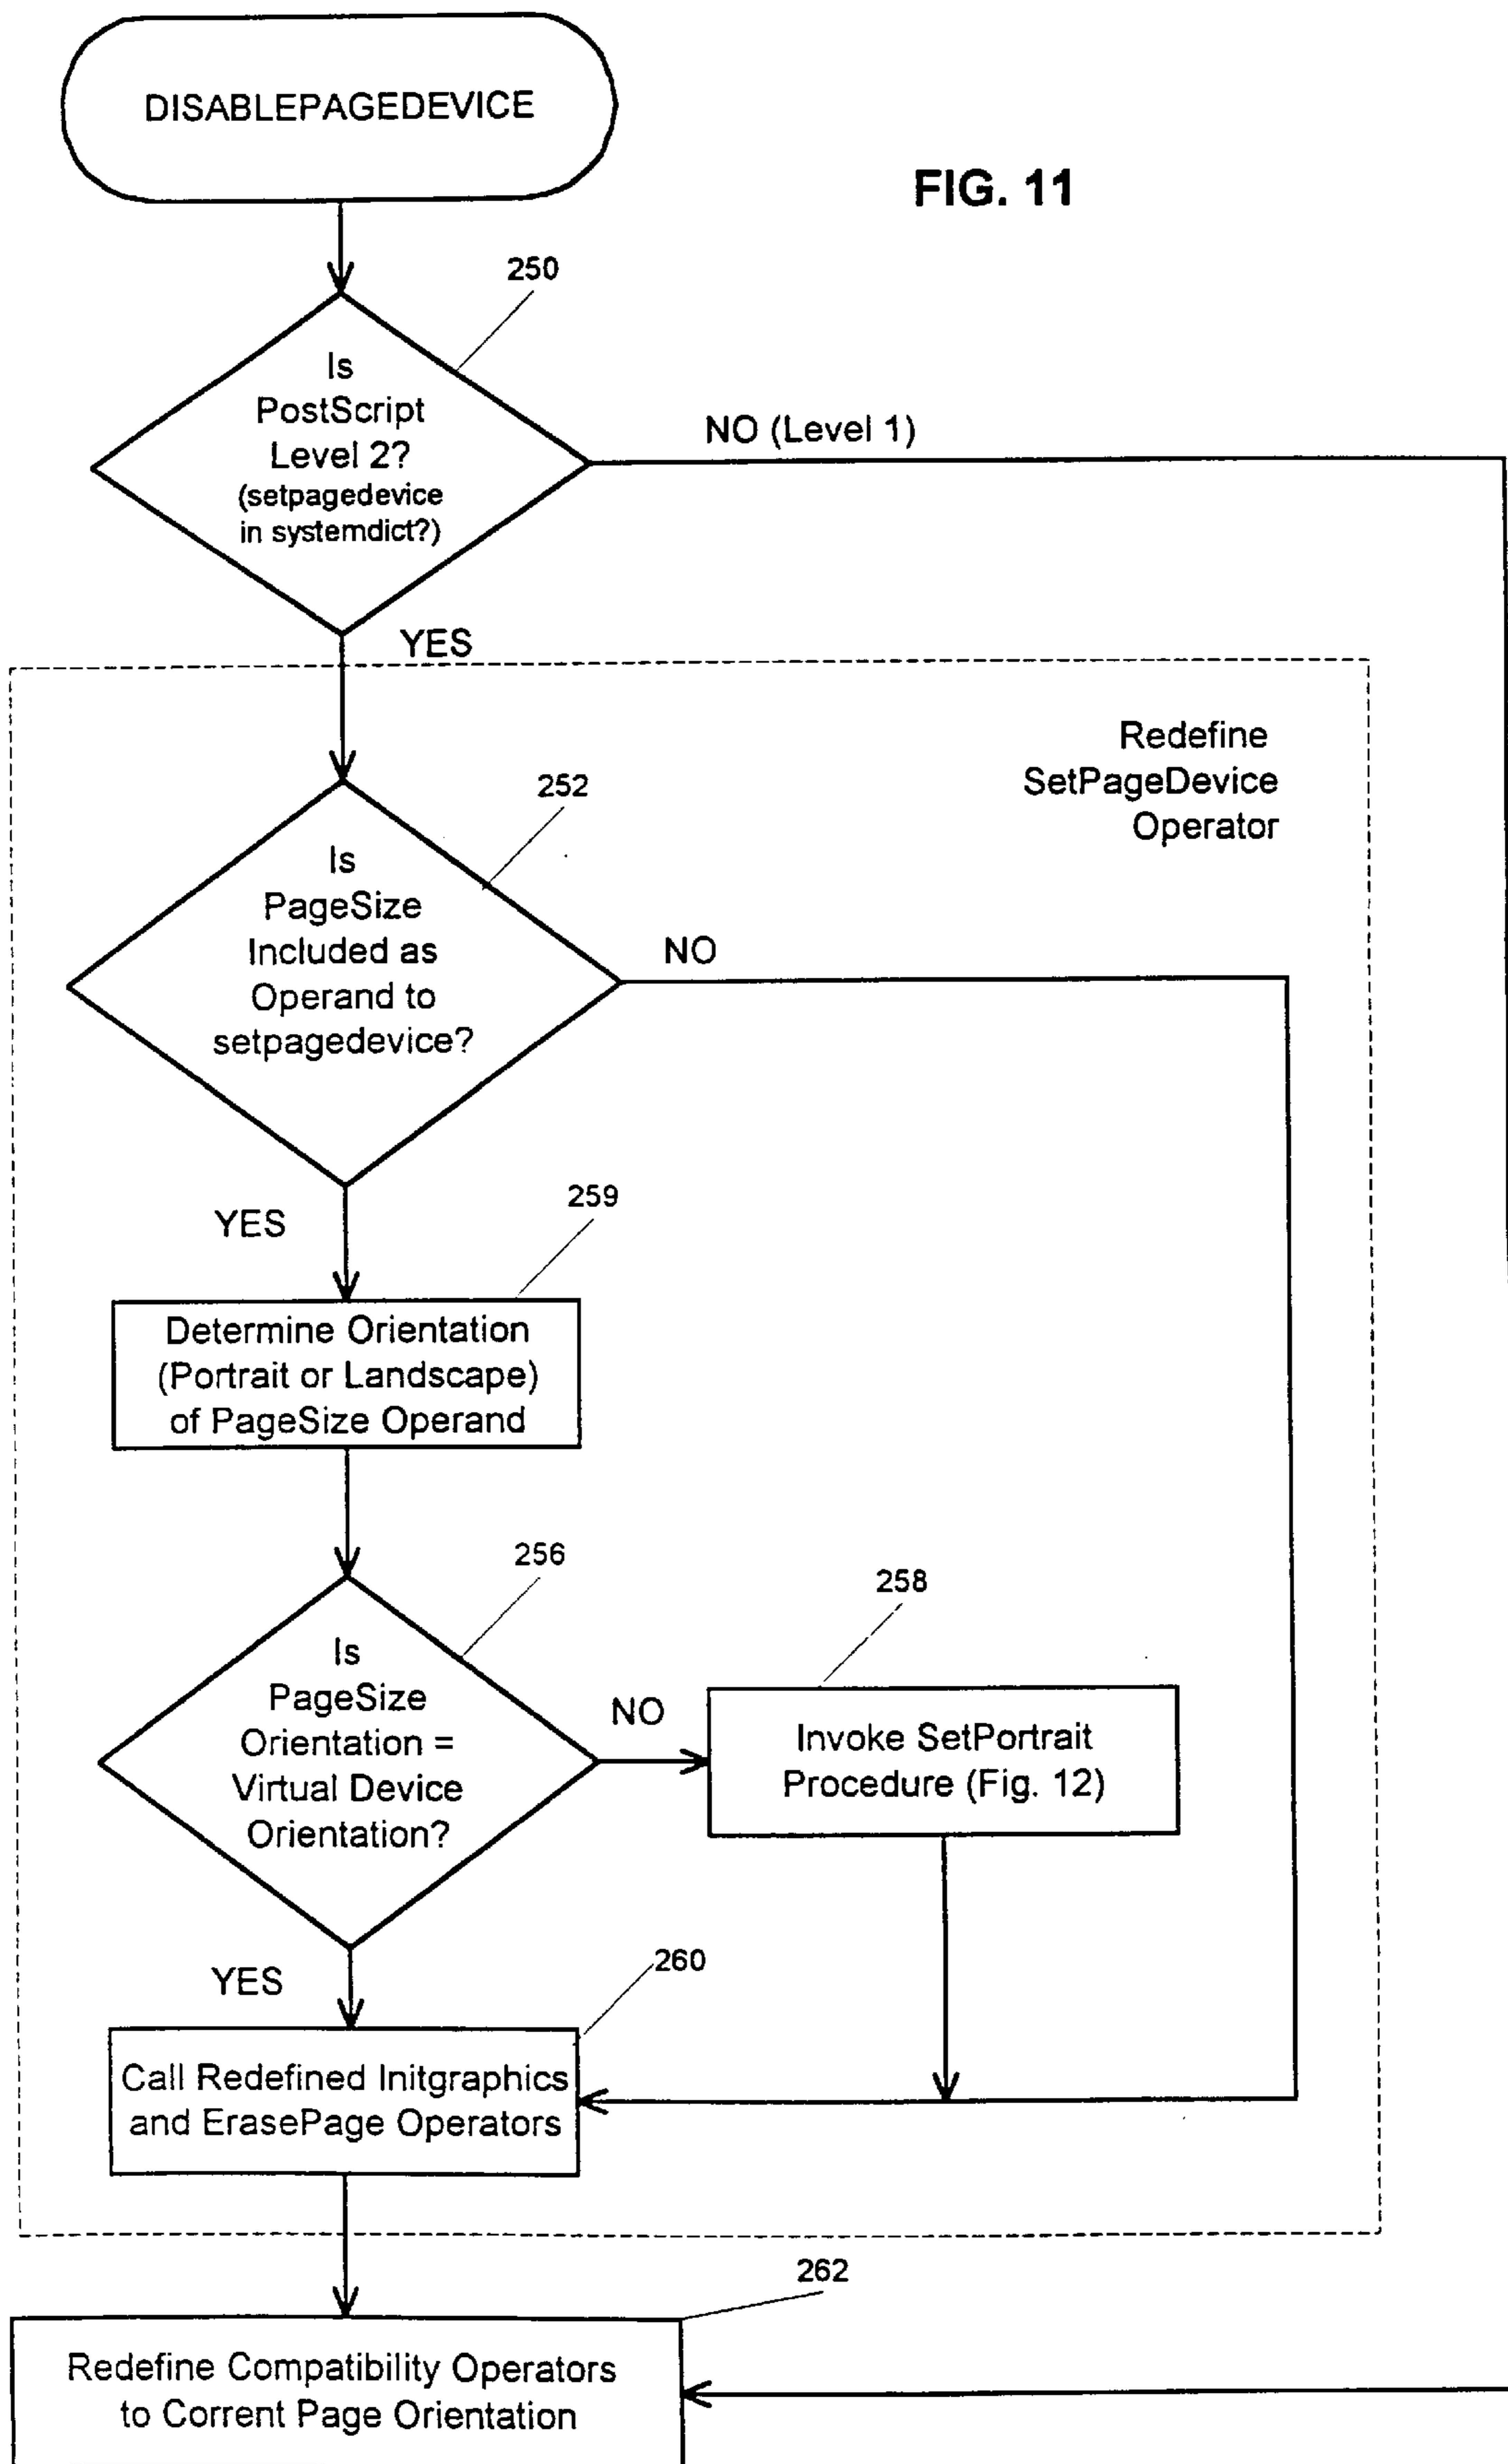 DISABLEPAGEDEVICE
FIG. 11
250
Is
PostScript
Level 2?
(setpagedevice
in systemdict?)
NO (Level 1)
YES
Redefine
SetPageDevice
Operator
252
Is
PageSize
Included as
Operand to
setpagedevice?
NO
YES
259
Determine Orientation
(Portrait or Landscape)
of PageSize Operand
256
Is
PageSize
Orientation =
Virtual Device
Orientation?
NO
258
Invoke SetPortrait
Procedure (Fig. 12)
YES
260
Call Redefined Initgraphics
and ErasePage Operators
262
Redefine Compatibility Operators
to Corrent Page Orientation